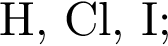 H, Cl, I;